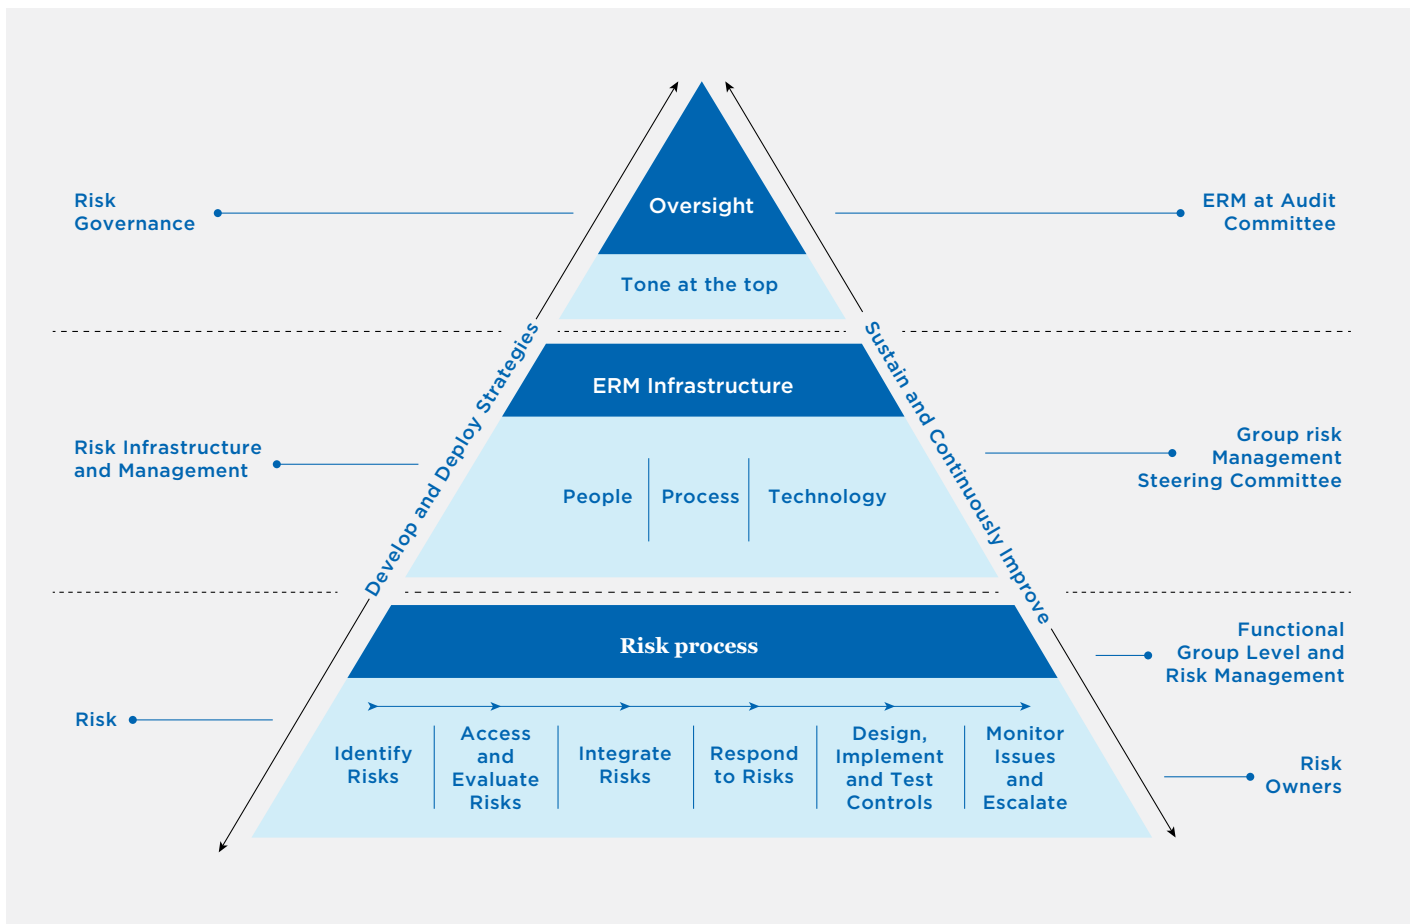 Risk
Governance
Oversight
ERM at Audit
Committee
Tone at the top
Develop and Deploy Strategies
Sustain and Continuously Improve
ERM Infrastructure
Risk Infrastructure
and Management
People
Process
Technology
Group risk
Management
Steering Committee
Risk process
Functional
Group Level and
Risk Management
Risk
Identify
Risks
Access
and
Evaluate
Risks
Integrate
Risks
Respond
to Risks
Design,
Implement
and Test
Controls
Monitor
Issues
and
Escalate
Risk
Owners